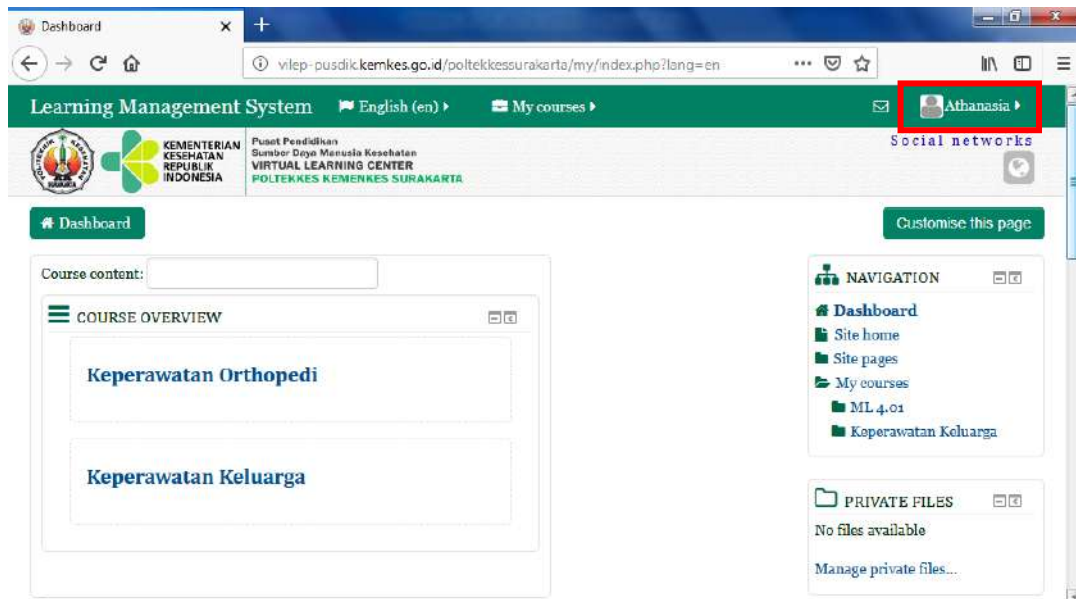 Dashboard
vilep-pusdik.kemkes.go.id/poltekkessurakarta/my/index.php?lang=en
Learning Management System English (en) My courses Athanasia
KEMENTERIAN
KESEHATAN
REPUBLIK
INDONESIA
Pusat Pendidikan
Sumber Daya Manusia Kesehatan
VIRTUAL LEARNING CENTER
POLTEKKES KEMENKES SURAKARTA
Social networks
Dashboard
Customise this page
Course content:
COURSE OVERVIEW
Keperawatan Orthopedi
Keperawatan Keluarga
NAVIGATION
Dashboard
Site home
Site pages
My courses
ML 4.01
Keperawatan Keluarga
PRIVATE FILES
No files available
Manage private files...